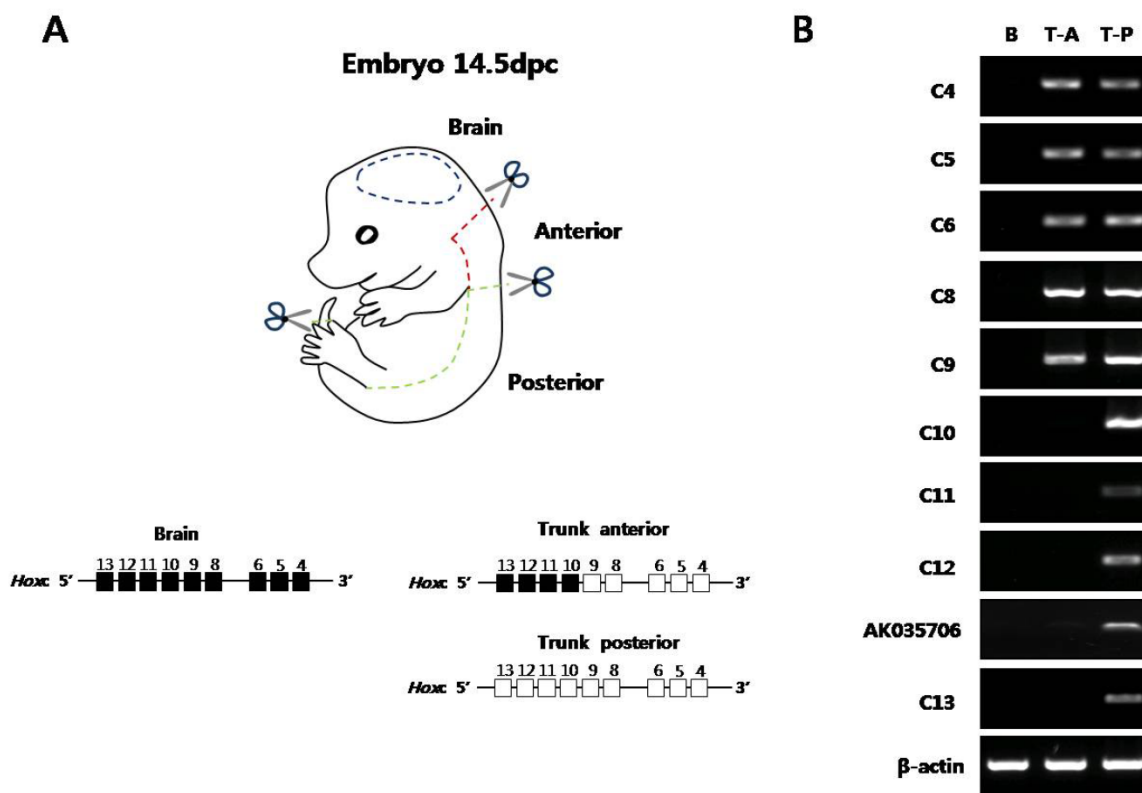 A
Embryo 14.5dpc
Brain
Anterior
Posterior
Brain
13 12 11 10 9 8 6 5 4
Hoxc 5′ 3′
Trunk anterior
13 12 11 10 9 8 6 5 4
Hoxc 5′ 3′
Trunk posterior
13 12 11 10 9 8 6 5 4
Hoxc 5′ 3′
B
B T-A T-P
C4
C5
C6
C8
C9
C10
C11
C12
AK035706
C13
β-actin